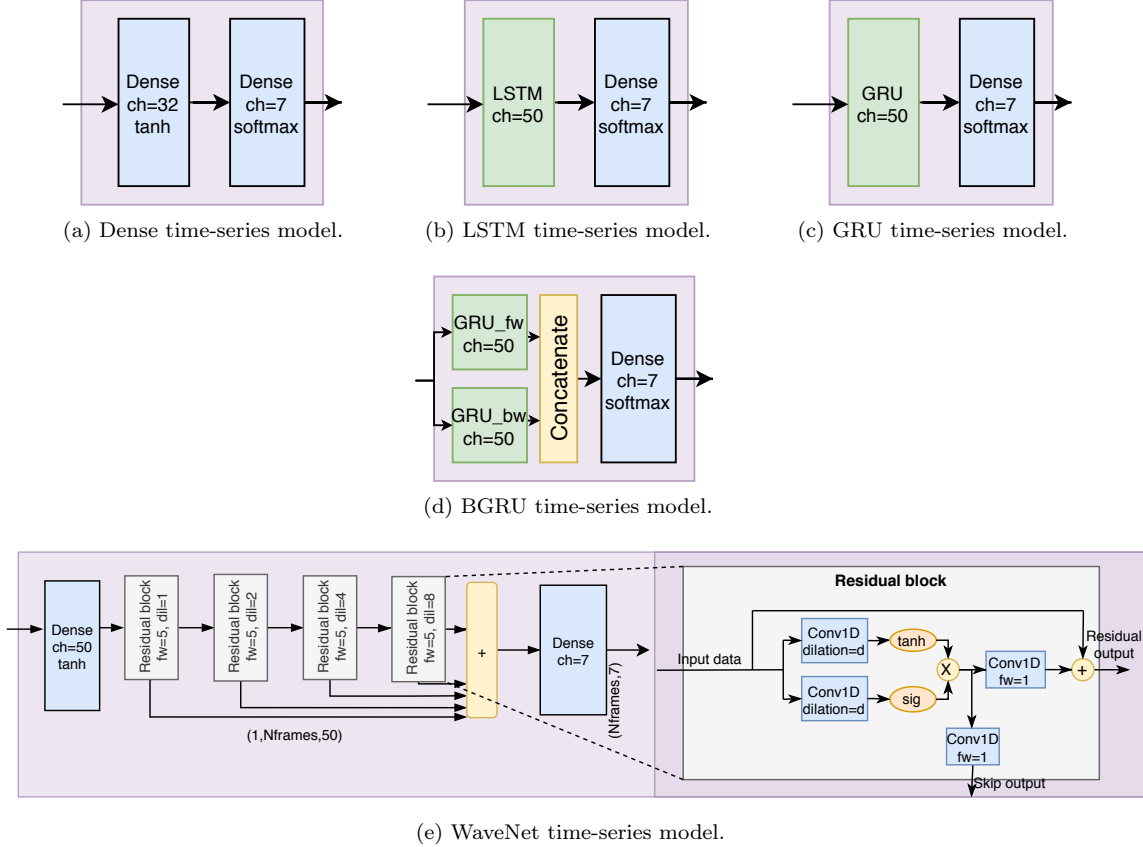 Dense
ch=32
tanh
Dense
ch=7
softmax
(a) Dense time-series model.
LSTM
ch=50
Dense
ch=7
softmax
(b) LSTM time-series model.
GRU
ch=50
Dense
ch=7
softmax
(c) GRU time-series model.
GRU_fw
ch=50
GRU_bw
ch=50
Concatenate
Dense
ch=7
softmax
(d) BGRU time-series model.
Dense
ch=50
tanh
Residual block
fw=5, dil=1
Residual block
fw=5, dil=2
Residual block
fw=5, dil=4
Residual block
fw=5, dil=8
+
Dense
ch=7
(1,Nframes,50)
(Nframes,7)
Residual block
Input data
Conv1D
dilation=d
tanh
Conv1D
dilation=d
sig
X
Conv1D
fw=1
+
Residual
output
Conv1D
fw=1
Skip output
(e) WaveNet time-series model.